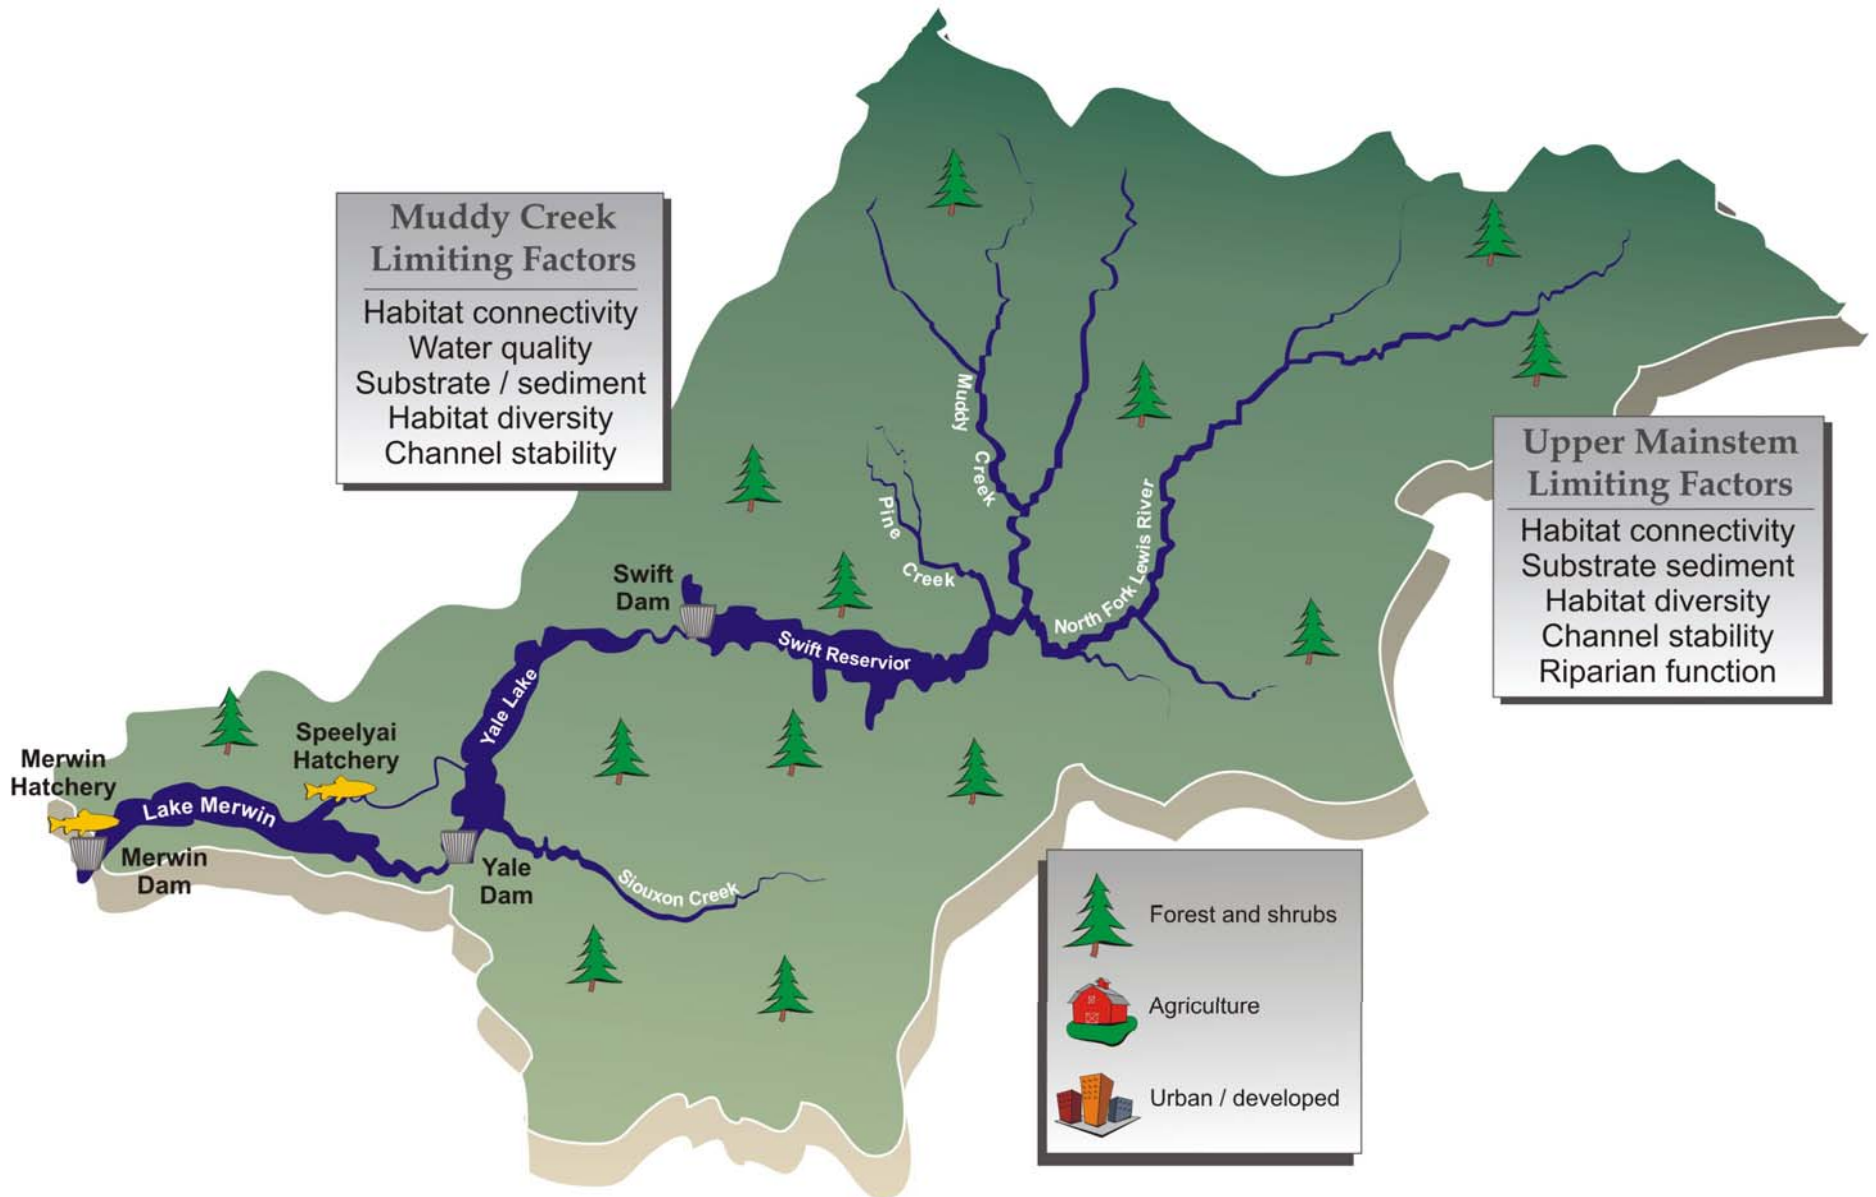 Muddy Creek
Limiting Factors
Habitat connectivity
Water quality
Substrate / sediment
Habitat diversity
Channel stability
Upper Mainstem
Limiting Factors
Habitat connectivity
Substrate sediment
Habitat diversity
Channel stability
Riparian function
Muddy Creek
Pine Creek
North Fork Lewis River
Swift
Dam
Swift Reservior
Yale Lake
Speelyai
Hatchery
Merwin
Hatchery
Lake Merwin
Merwin
Dam
Yale
Dam
Siouxon Creek
Forest and shrubs
Agriculture
Urban / developed